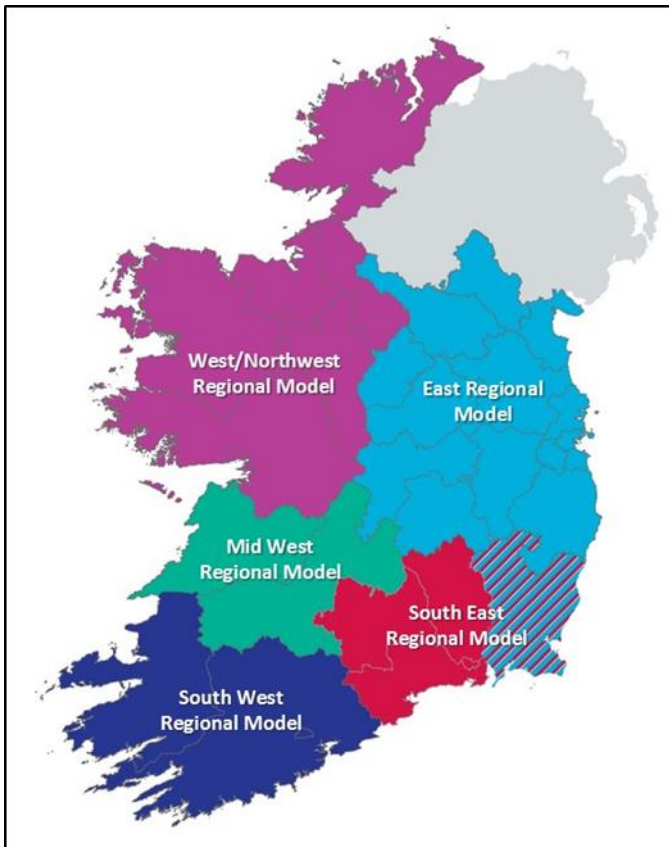 West/Northwest
Regional Model
East Regional
Model
Mid West
Regional Model
South East
Regional Model
South West
Regional Model